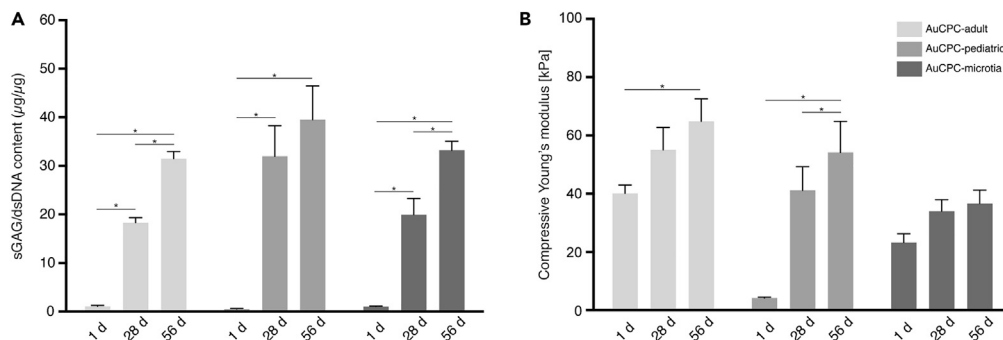 A
sGAG/dsDNA content (µg/µg)
60
50
40
30
20
10
0
* * *
* *
* * *
1 d 28 d 56 d 1 d 28 d 56 d 1 d 28 d 56 d
B
Compressive Young's modulus [kPa]
100
80
60
40
20
0
*
* *
AuCPC-adult
AuCPC-pediatric
AuCPC-microtia
1 d 28 d 56 d 1 d 28 d 56 d 1 d 28 d 56 d